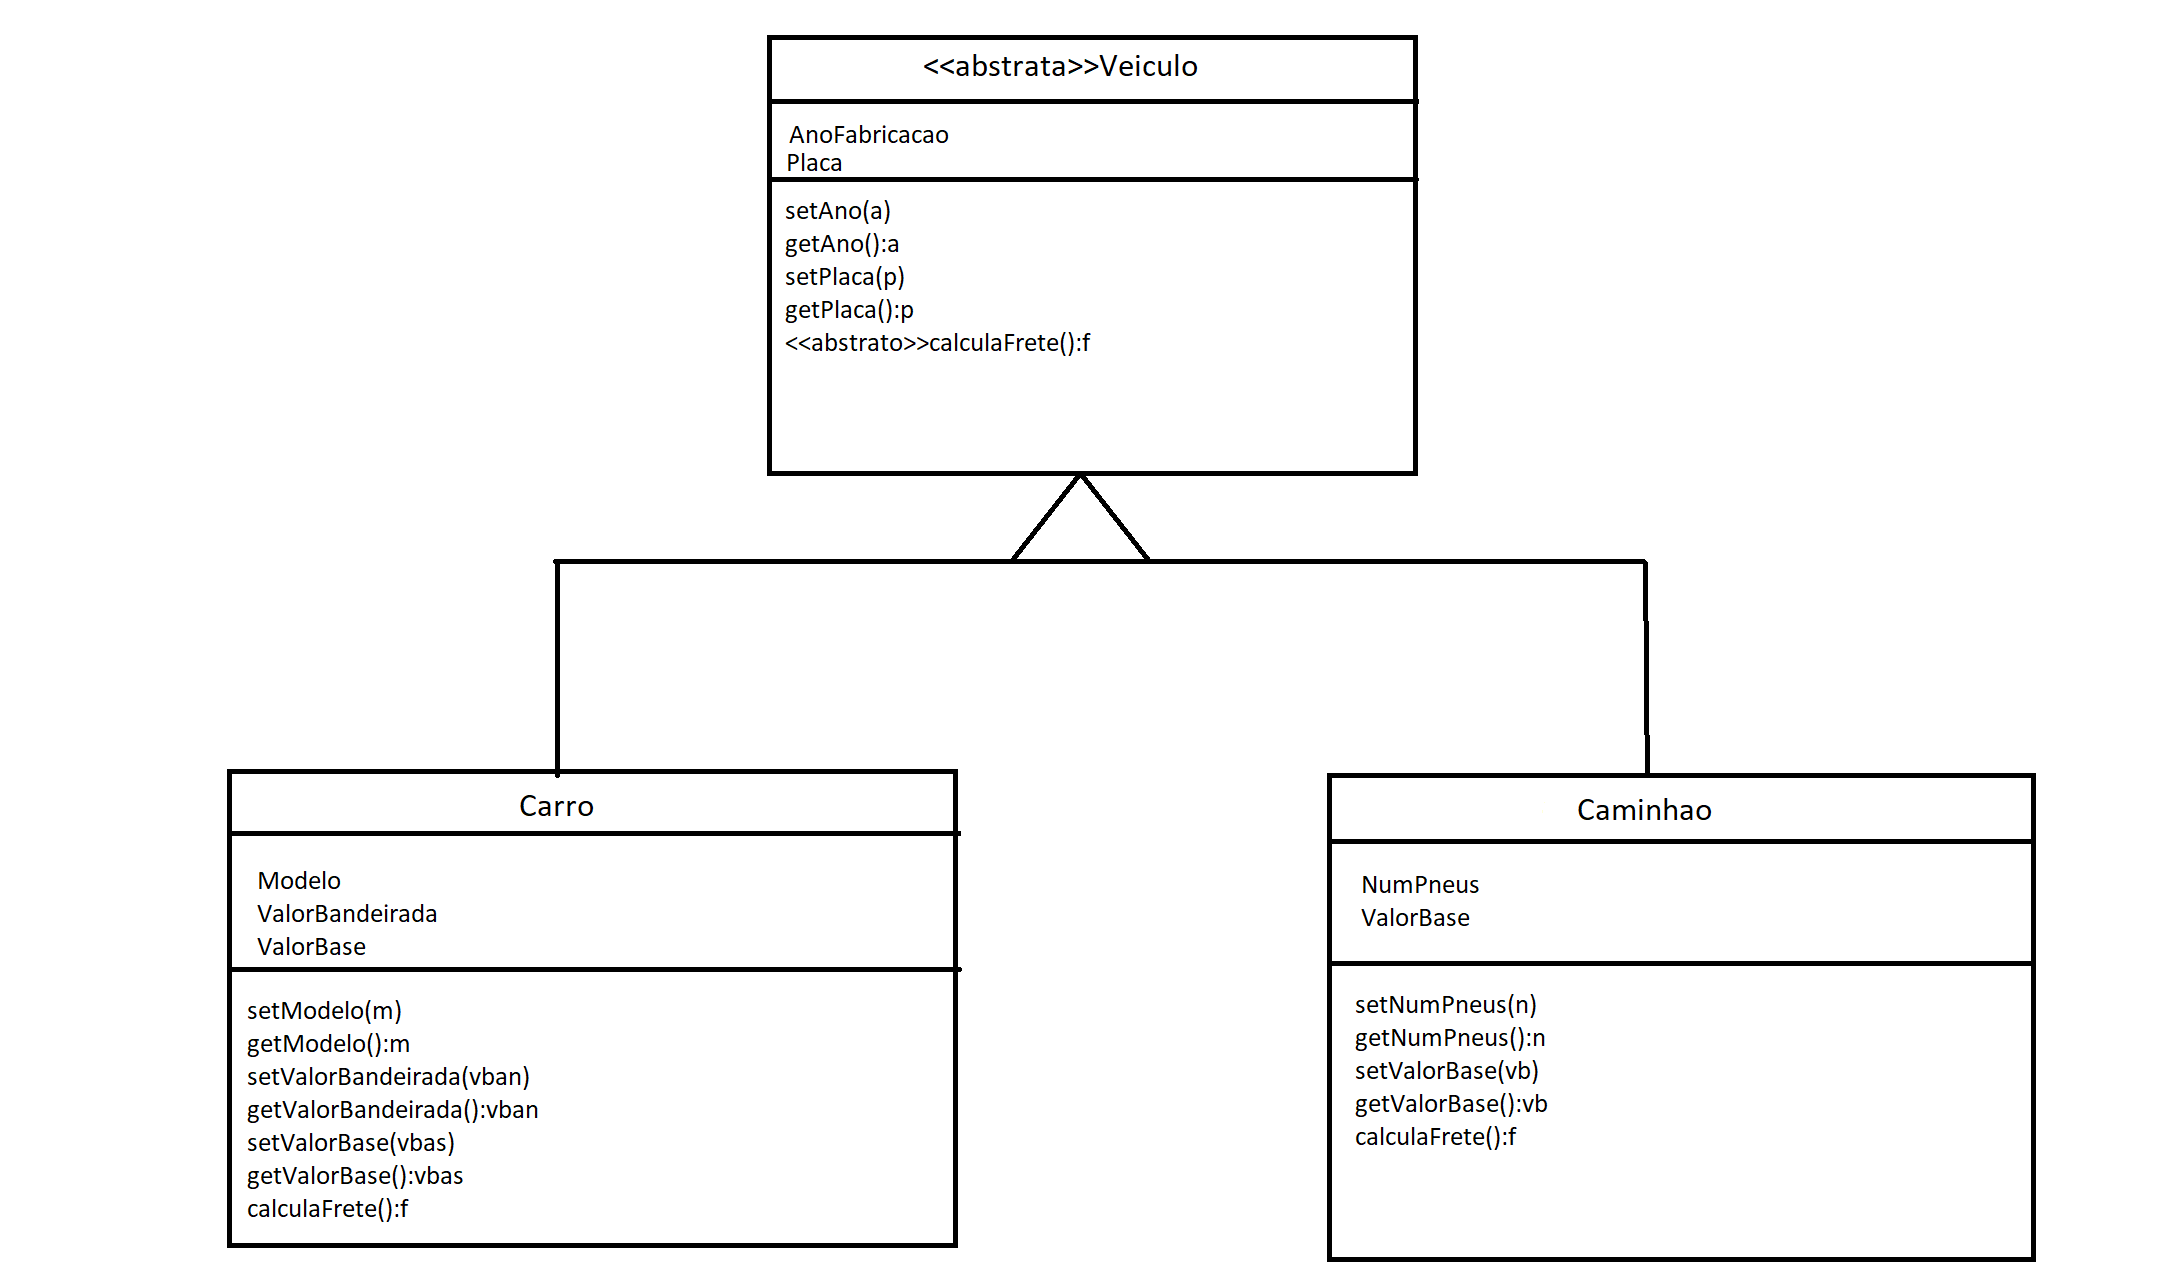 <<abstrata>>Veiculo
AnoFabricacao
Placa
setAno(a)
getAno():a
setPlaca(p)
getPlaca():p
<<abstrato>>calculaFrete():f
Carro
Modelo
ValorBandeirada
ValorBase
setModelo(m)
getModelo():m
setValorBandeirada(vban)
getValorBandeirada():vban
setValorBase(vbas)
getValorBase():vbas
calculaFrete():f
Caminhao
NumPneus
ValorBase
setNumPneus(n)
getNumPneus():n
setValorBase(vb)
getValorBase():vb
calculaFrete():f